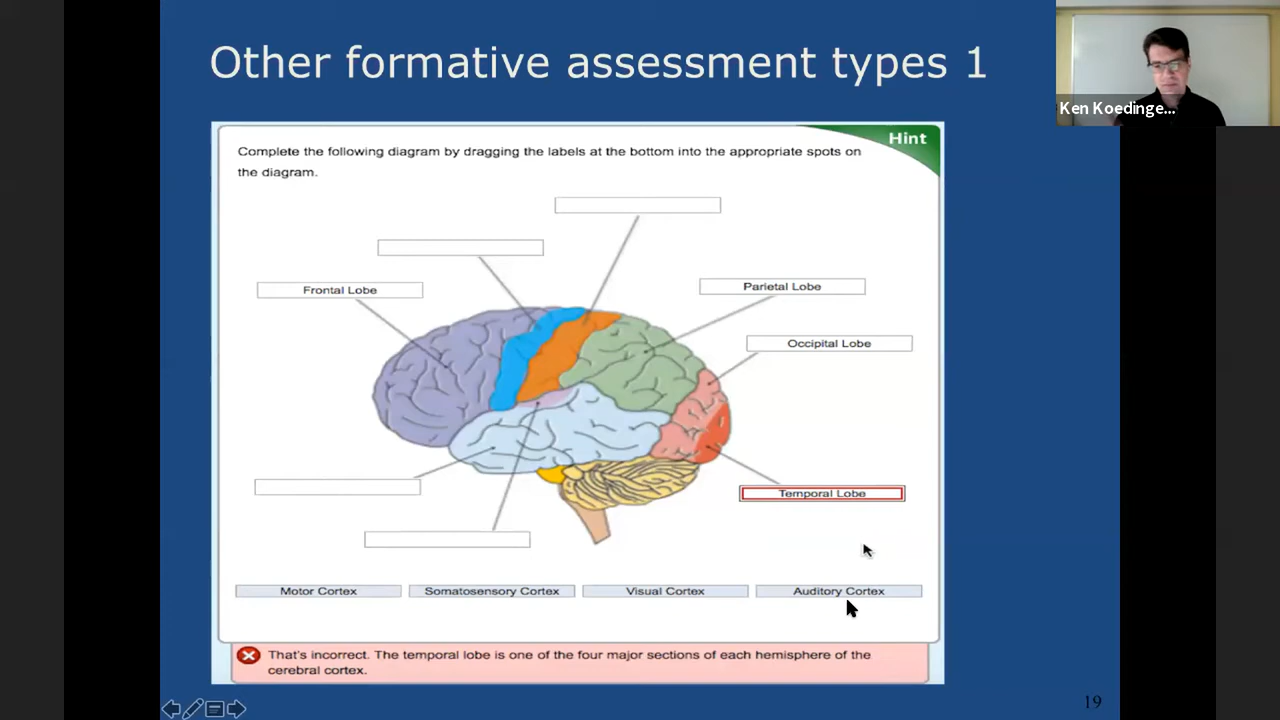 Other formative assessment types 1
Ken Koedinge...
Hint
Complete the following diagram by dragging the labels at the bottom into the appropriate spots on
the diagram.
Frontal Lobe
Parietal Lobe
Occipital Lobe
Temporal Lobe
Motor Cortex
Somatosensory Cortex
Visual Cortex
Auditory Cortex
That's incorrect. The temporal lobe is one of the four major sections of each hemisphere of the
cerebral cortex.
19